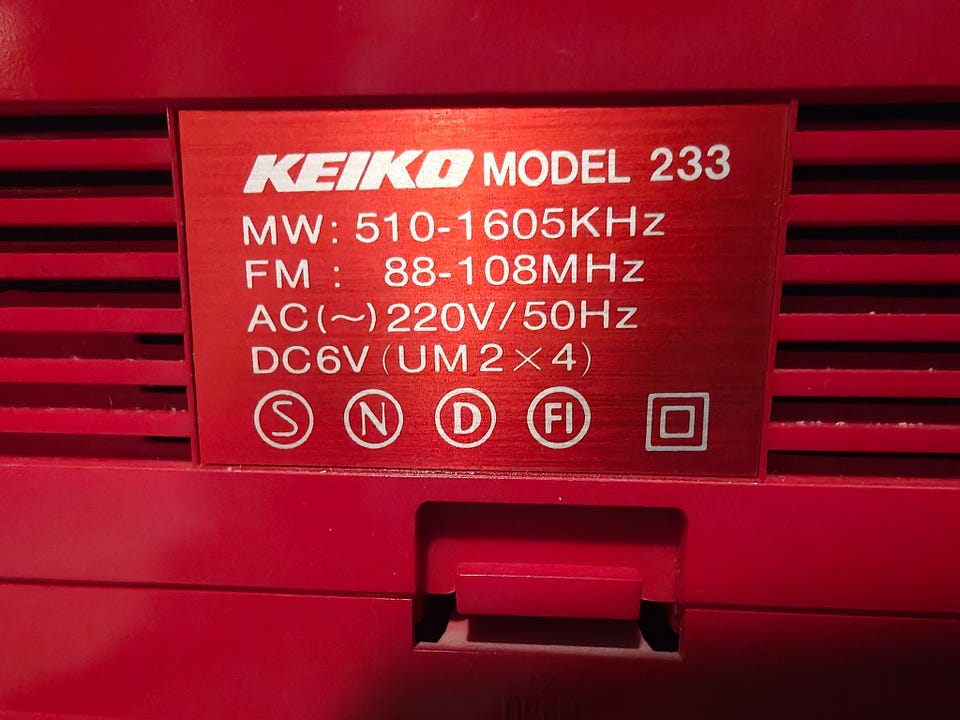 KEIKO MODEL 233
MW: 510-1605KHz
FM : 88-108MHz
AC(~)220V/50Hz
DC6V (UM2×4)
S N D FI